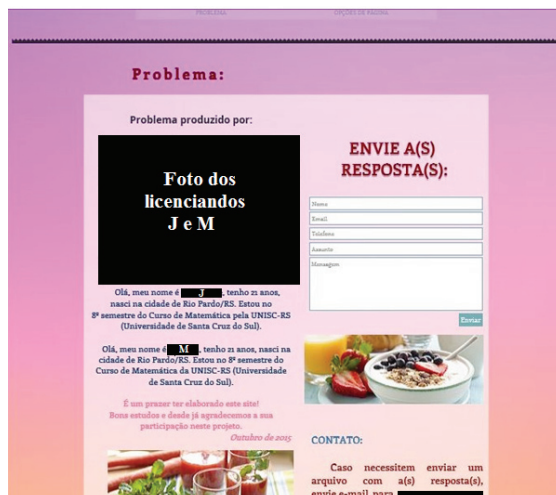 PROBLEMA
OPÇÕES DE PÁGINA
Problema:
Problema produzido por:
Foto dos
licenciandos
J e M
Olá, meu nome é J, tenho 21 anos,
nasci na cidade de Rio Pardo/RS. Estou no
8º semestre do Curso de Matemática pela UNISC-RS
(Universidade de Santa Cruz do Sul).
Olá, meu nome é M, tenho 21 anos, nasci na
cidade de Rio Pardo/RS. Estou no 8º semestre do
Curso de Matemática da UNISC-RS (Universidade
de Santa Cruz do Sul).
É um prazer ter elaborado este site!
Bons estudos e desde já agradecemos a sua
participação neste projeto.
Outubro de 2015
ENVIE A(S)
RESPOSTA(S):
Nome
Email
Telefone
Assunto
Mensagem
Enviar
CONTATO:
Caso necessitem enviar um
arquivo com a(s) resposta(s),
envie e-mail para